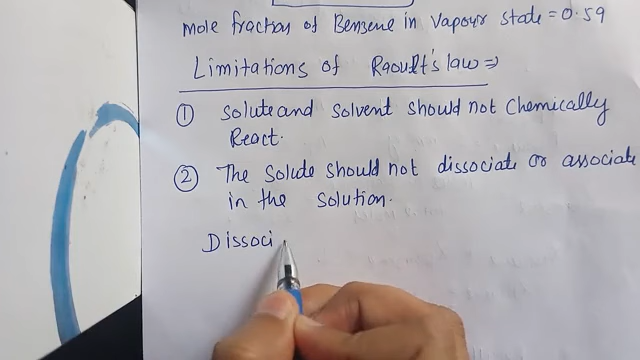 Mole fraction of Benzene in Vapour state = 0.59
Limitations of Raoult's law ⇒
① Solute and Solvent should not Chemically
React.
② The Solute should not dissociate or associate
in the solution.
Dissoci